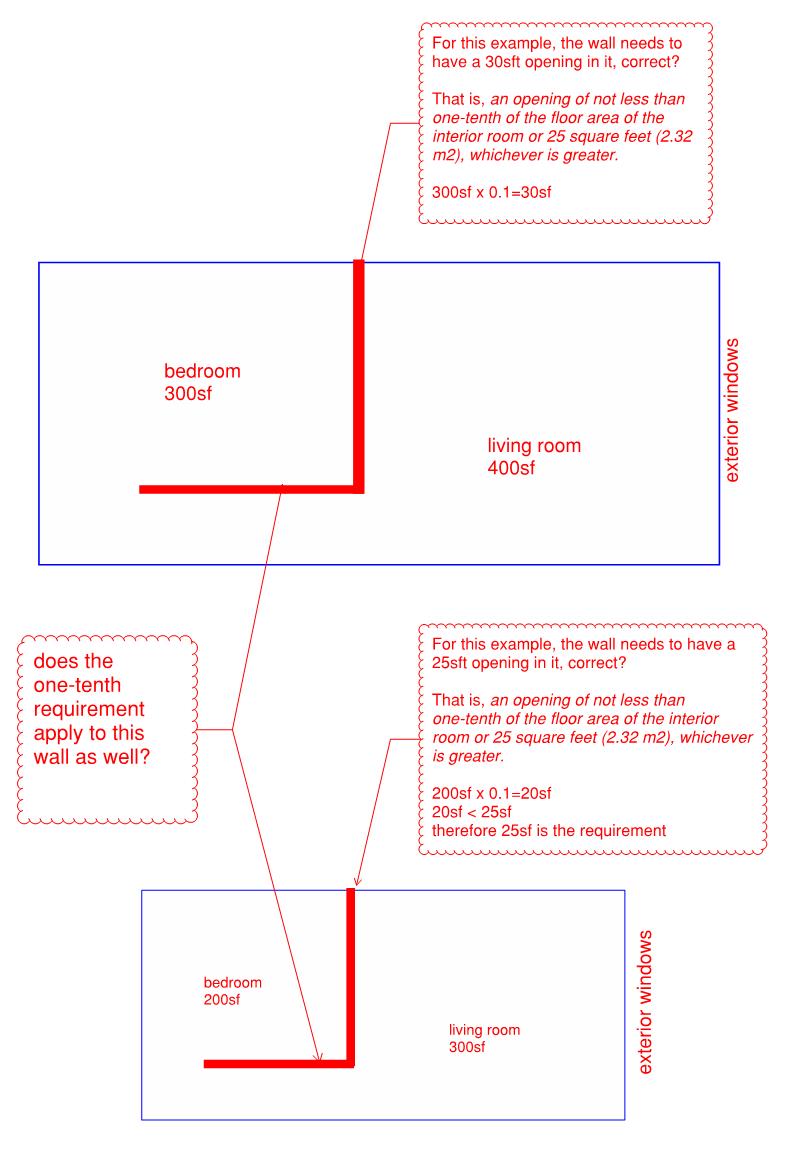 For this example, the wall needs to
have a 30sft opening in it, correct?
That is, an opening of not less than
one-tenth of the floor area of the
interior room or 25 square feet (2.32
m2), whichever is greater.
300sf x 0.1=30sf
bedroom
300sf
living room
400sf
exterior windows
does the
one-tenth
requirement
apply to this
wall as well?
For this example, the wall needs to have a
25sft opening in it, correct?
That is, an opening of not less than
one-tenth of the floor area of the interior
room or 25 square feet (2.32 m2), whichever
is greater.
200sf x 0.1=20sf
20sf < 25sf
therefore 25sf is the requirement
bedroom
200sf
living room
300sf
exterior windows